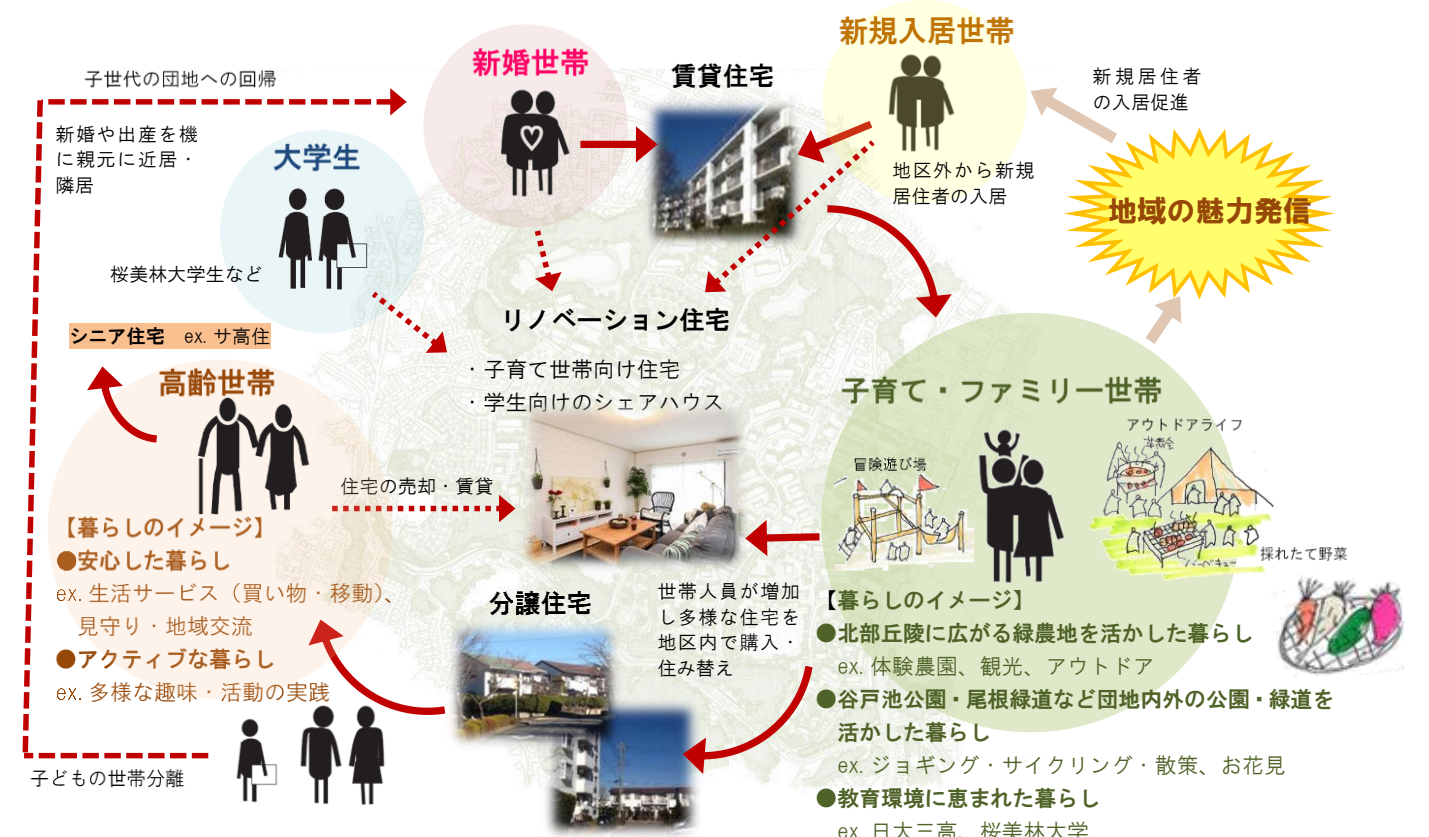 新規入居世帯
新婚世帯
賃貸住宅
子世代の団地への回帰
新規居住者
の入居促進
新婚や出産を機
に親元に近居・
隣居
大学生
地区外から新規
居住者の入居
地域の魅力発信
桜美林大学生など
リノベーション住宅
シニア住宅 ex. サ高住
・子育て世帯向け住宅
・学生向けのシェアハウス
高齢世帯
子育て・ファミリー世帯
アウトドアライフ
冒険遊び場
住宅の売却・賃貸
採れたて野菜
【暮らしのイメージ】
●安心した暮らし
ex. 生活サービス（買い物・移動）、
見守り・地域交流
●アクティブな暮らし
ex. 多様な趣味・活動の実践
分譲住宅
世帯人員が増加
し多様な住宅を
地区内で購入・
住み替え
【暮らしのイメージ】
●北部丘陵に広がる緑農地を活かした暮らし
ex. 体験農園、観光、アウトドア
●谷戸池公園・尾根緑道など団地内外の公園・緑道を
活かした暮らし
ex. ジョギング・サイクリング・散策、お花見
●教育環境に恵まれた暮らし
ex. 日大三高、桜美林大学
子どもの世帯分離